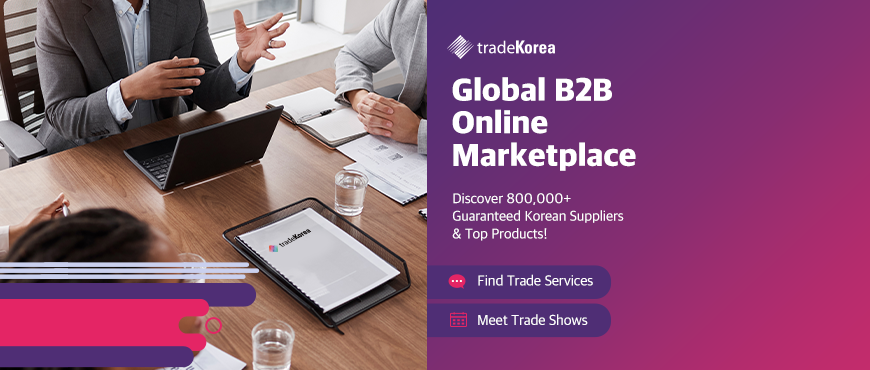 tradeKorea
Global B2B
Online
Marketplace
Discover 800,000+
Guaranteed Korean Suppliers
& Top Products!
Find Trade Services
Meet Trade Shows
tradeKorea